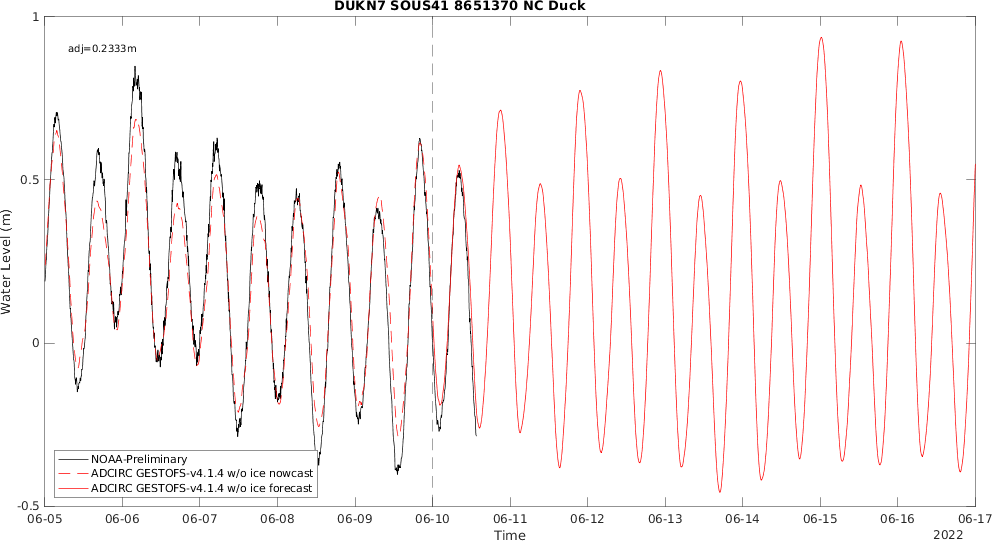 DUKN7 SOUS41 8651370 NC Duck
adj=0.2333m
Water Level (m)
1
0.5
0
-0.5
NOAA-Preliminary
ADCIRC GESTOFS-v4.1.4 w/o ice nowcast
ADCIRC GESTOFS-v4.1.4 w/o ice forecast
06-05 06-06 06-07 06-08 06-09 06-10 06-11 06-12 06-13 06-14 06-15 06-16 06-17
Time
2022